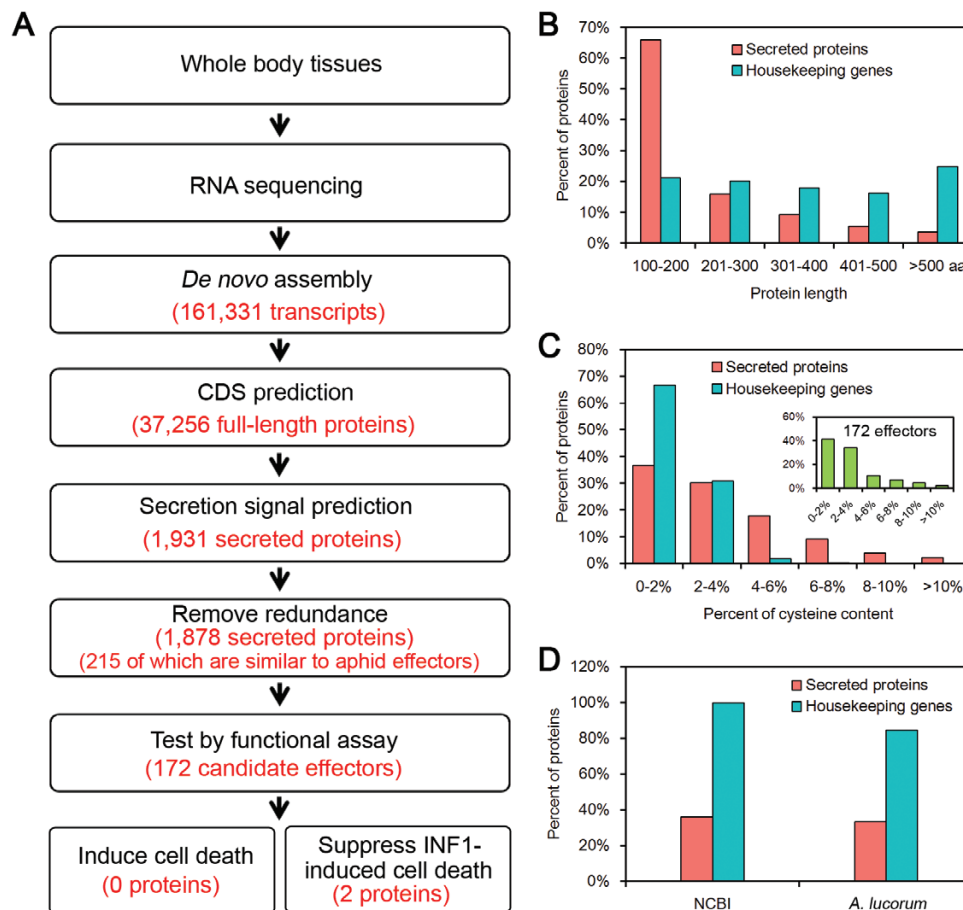 A
Whole body tissues
RNA sequencing
De novo assembly
(161,331 transcripts)
CDS prediction
(37,256 full-length proteins)
Secretion signal prediction
(1,931 secreted proteins)
Remove redundance
(1,878 secreted proteins)
(215 of which are similar to aphid effectors)
Test by functional assay
(172 candidate effectors)
Induce cell death
(0 proteins)
Suppress INF1-
induced cell death
(2 proteins)
B
70%
60%
50%
40%
30%
20%
10%
0%
Percent of proteins
Secreted proteins
Housekeeping genes
100-200 201-300 301-400 401-500 >500 aa
Protein length
C
80%
70%
60%
50%
40%
30%
20%
10%
0%
Percent of proteins
Secreted proteins
Housekeeping genes
60%
40%
20%
0%
172 effectors
0-2% 2-4% 4-6% 6-8% 8-10% >10%
0-2% 2-4% 4-6% 6-8% 8-10% >10%
Percent of cysteine content
D
120%
100%
80%
60%
40%
20%
0%
Percent of proteins
Secreted proteins
Housekeeping genes
NCBI A. lucorum